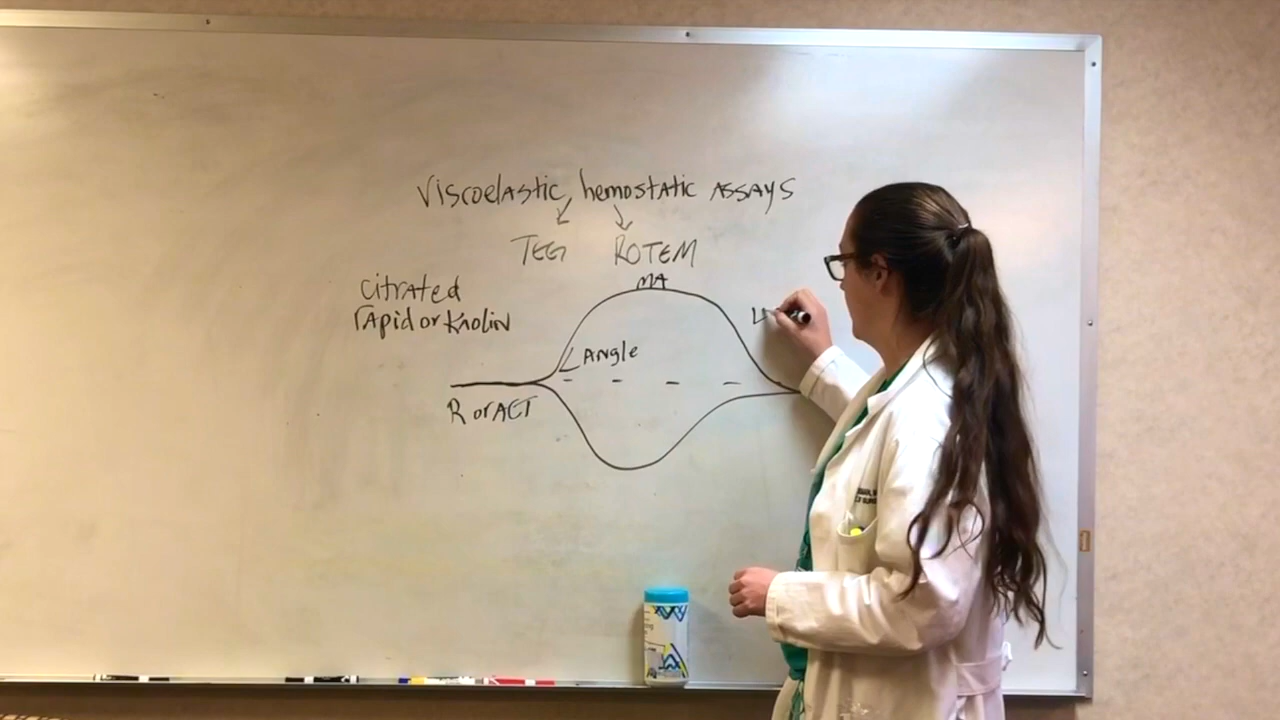 Viscoelastic hemostatic ASSAYS
TEG ROTEM
MA
Citrated
rapid or Kaolin
L
Angle
R or ACT